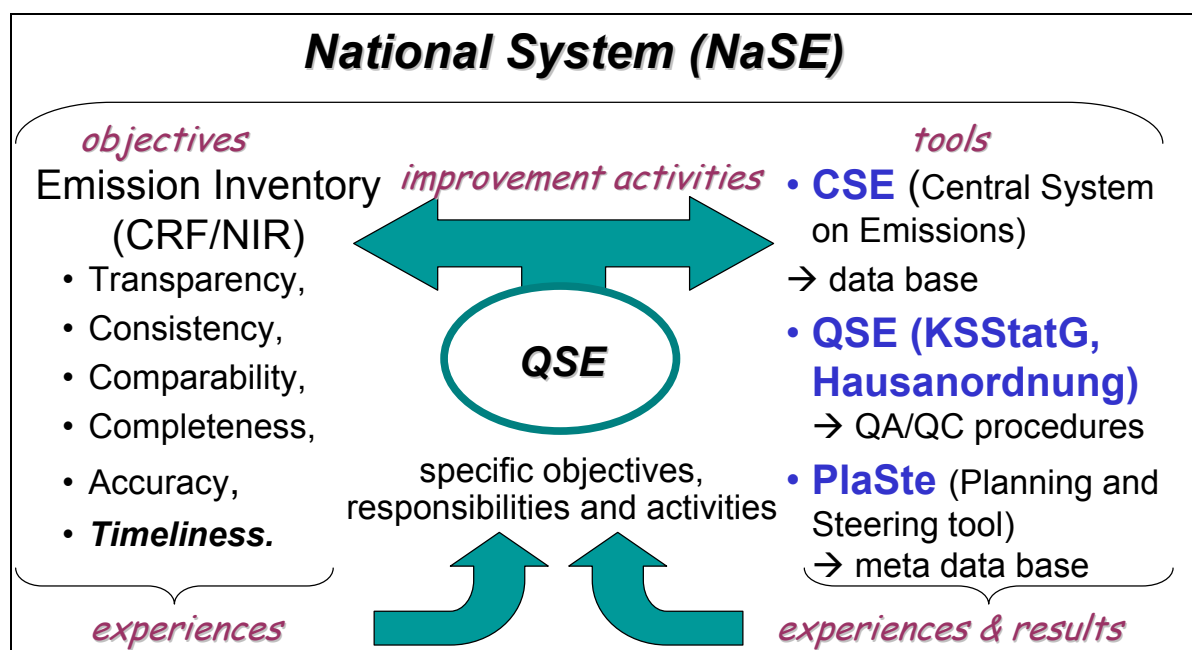 National System (NaSE)
objectives
Emission Inventory
(CRF/NIR)
• Transparency,
• Consistency,
• Comparability,
• Completeness,
• Accuracy,
• Timeliness.
experiences
improvement activities
QSE
specific objectives,
responsibilities and activities
tools
• CSE (Central System
on Emissions)
→ data base
• QSE (KSStatG,
Hausanordnung)
→ QA/QC procedures
• PlaSte (Planning and
Steering tool)
→ meta data base
experiences & results